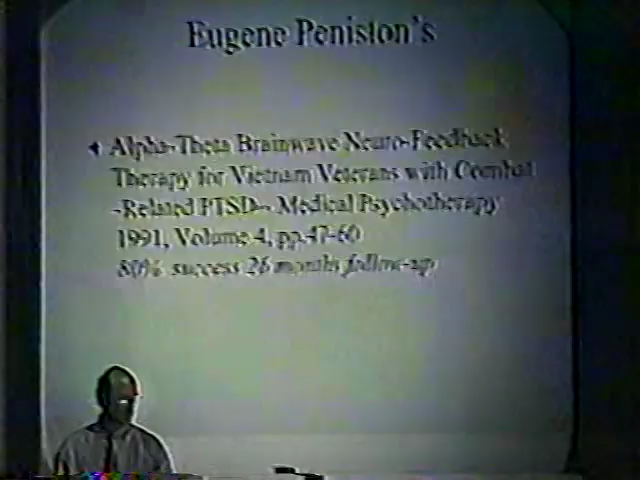 Eugene Peniston's
Alpha-Theta Brainwave Neuro-Feedback
Therapy for Vietnam Veterans with Combat
-Related PTSD-. Medical Psychotherapy
1991, Volume 4, pp.47-60
80% success 26 months follow-up